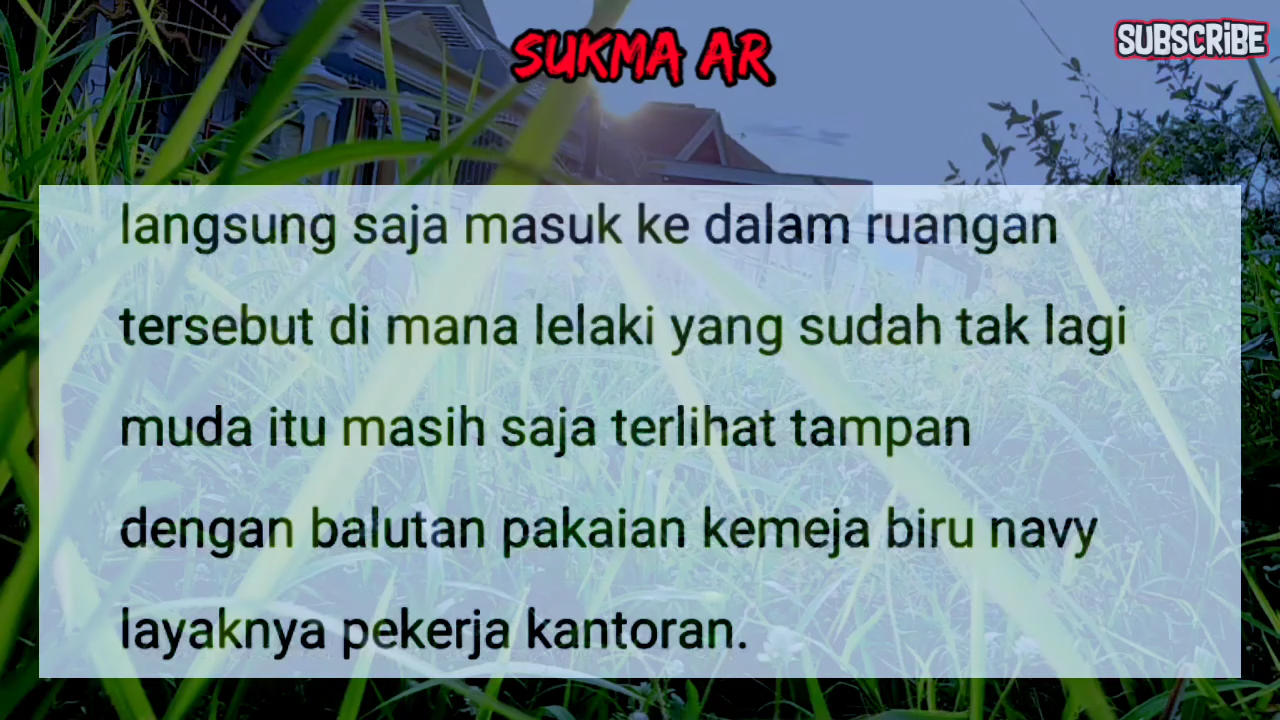 SUKMA AR
SUBSCRIBE
langsung saja masuk ke dalam ruangan
tersebut di mana lelaki yang sudah tak lagi
muda itu masih saja terlihat tampan
dengan balutan pakaian kemeja biru navy
layaknya pekerja kantoran.